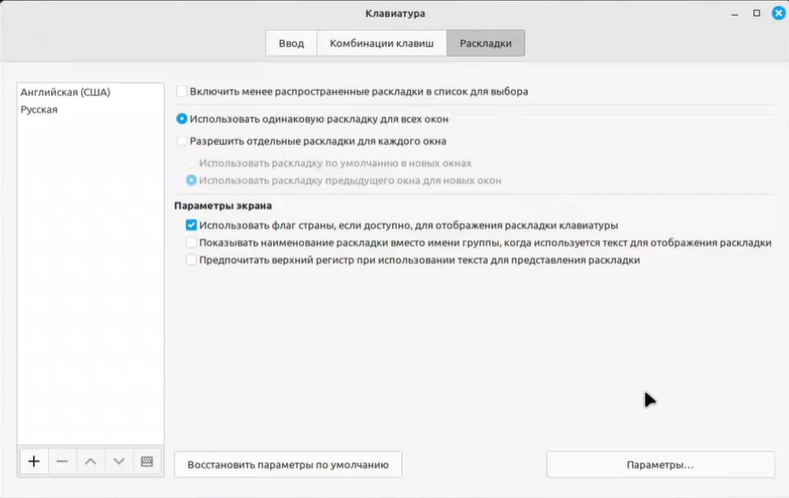 Клавиатура
Ввод
Комбинации клавиш
Раскладки
Английская (США)
Русская
Включить менее распространенные раскладки в список для выбора
Использовать одинаковую раскладку для всех окон
Разрешить отдельные раскладки для каждого окна
Использовать раскладку по умолчанию в новых окнах
Использовать раскладку предыдущего окна для новых окон
Параметры экрана
Использовать флаг страны, если доступно, для отображения раскладки клавиатуры
Показывать наименование раскладки вместо имени группы, когда используется текст для отображения раскладки
Предпочитать верхний регистр при использовании текста для представления раскладки
Восстановить параметры по умолчанию
Параметры...